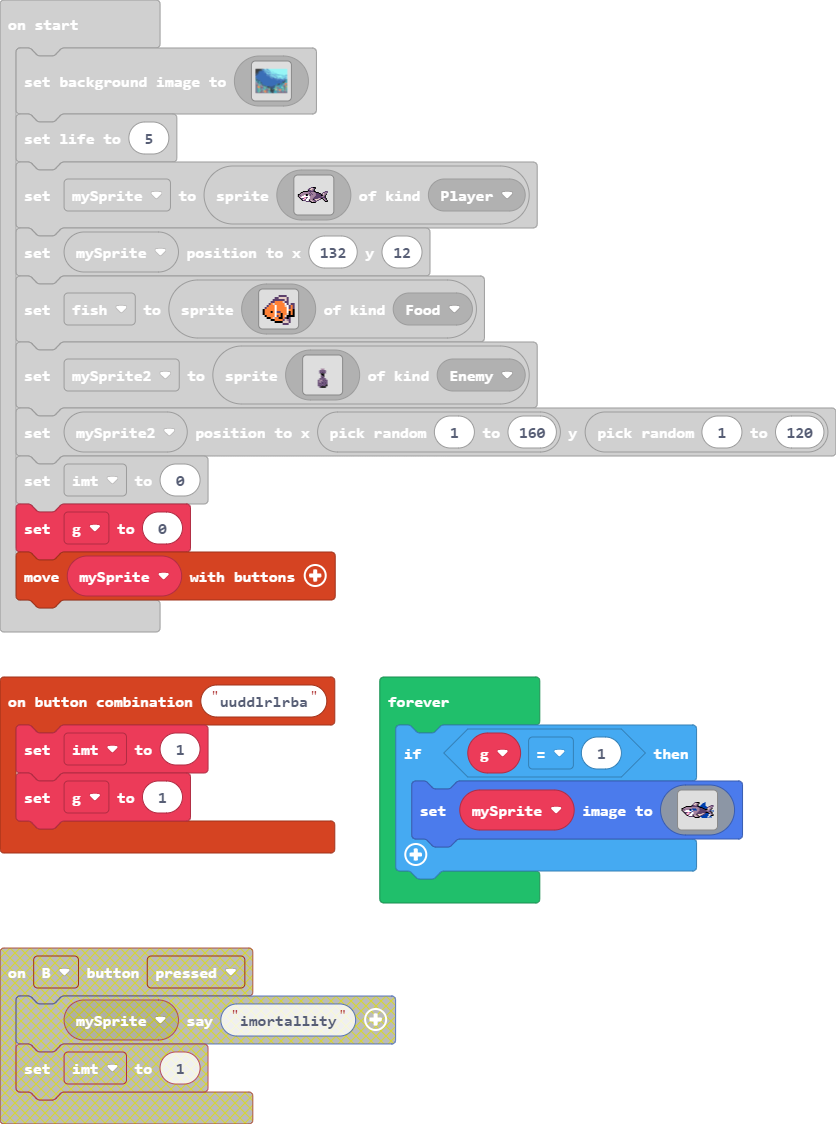 on start
set background image to
set life to 5
set mySprite to sprite of kind Player
set mySprite position to x 132 y 12
set fish to sprite of kind Food
set mySprite2 to sprite of kind Enemy
set mySprite2 position to x pick random 1 to 160 y pick random 1 to 120
set imt to 0
set g to 0
move mySprite with buttons
on button combination "uuddlrlrba"
set imt to 1
set g to 1
forever
if g = 1 then
set mySprite image to
on B button pressed
mySprite say "imortallity"
set imt to 1